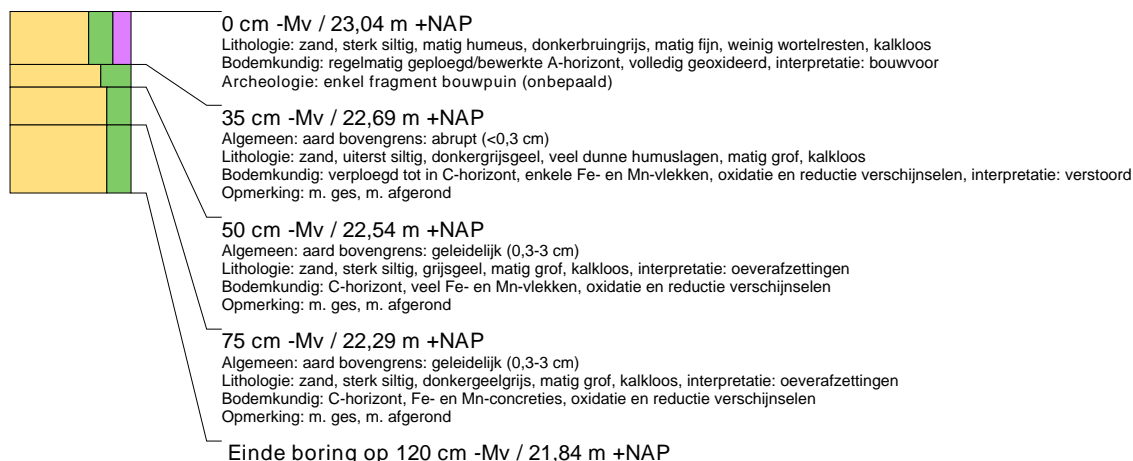 0 cm -Mv / 23,04 m +NAP
Lithologie: zand, sterk siltig, matig humeus, donkerbruingrijs, matig fijn, weinig wortelresten, kalkloos
Bodemkundig: regelmatig geploegd/bewerkte A-horizont, volledig geoxideerd, interpretatie: bouwvoor
Archeologie: enkel fragment bouwpuin (onbepaald)
35 cm -Mv / 22,69 m +NAP
Algemeen: aard bovengrens: abrupt (<0,3 cm)
Lithologie: zand, uiterst siltig, donkergrijsgeel, veel dunne humuslagen, matig grof, kalkloos
Bodemkundig: verploegd tot in C-horizont, enkele Fe- en Mn-vlekken, oxidatie en reductie verschijnselen, interpretatie: verstoord
Opmerking: m. ges, m. afgerond
50 cm -Mv / 22,54 m +NAP
Algemeen: aard bovengrens: geleidelijk (0,3-3 cm)
Lithologie: zand, sterk siltig, grijsgeel, matig grof, kalkloos, interpretatie: oeverafzettingen
Bodemkundig: C-horizont, veel Fe- en Mn-vlekken, oxidatie en reductie verschijnselen
Opmerking: m. ges, m. afgerond
75 cm -Mv / 22,29 m +NAP
Algemeen: aard bovengrens: geleidelijk (0,3-3 cm)
Lithologie: zand, sterk siltig, donkergeelgrijs, matig grof, kalkloos, interpretatie: oeverafzettingen
Bodemkundig: C-horizont, Fe- en Mn-concreties, oxidatie en reductie verschijnselen
Opmerking: m. ges, m. afgerond
Einde boring op 120 cm -Mv / 21,84 m +NAP